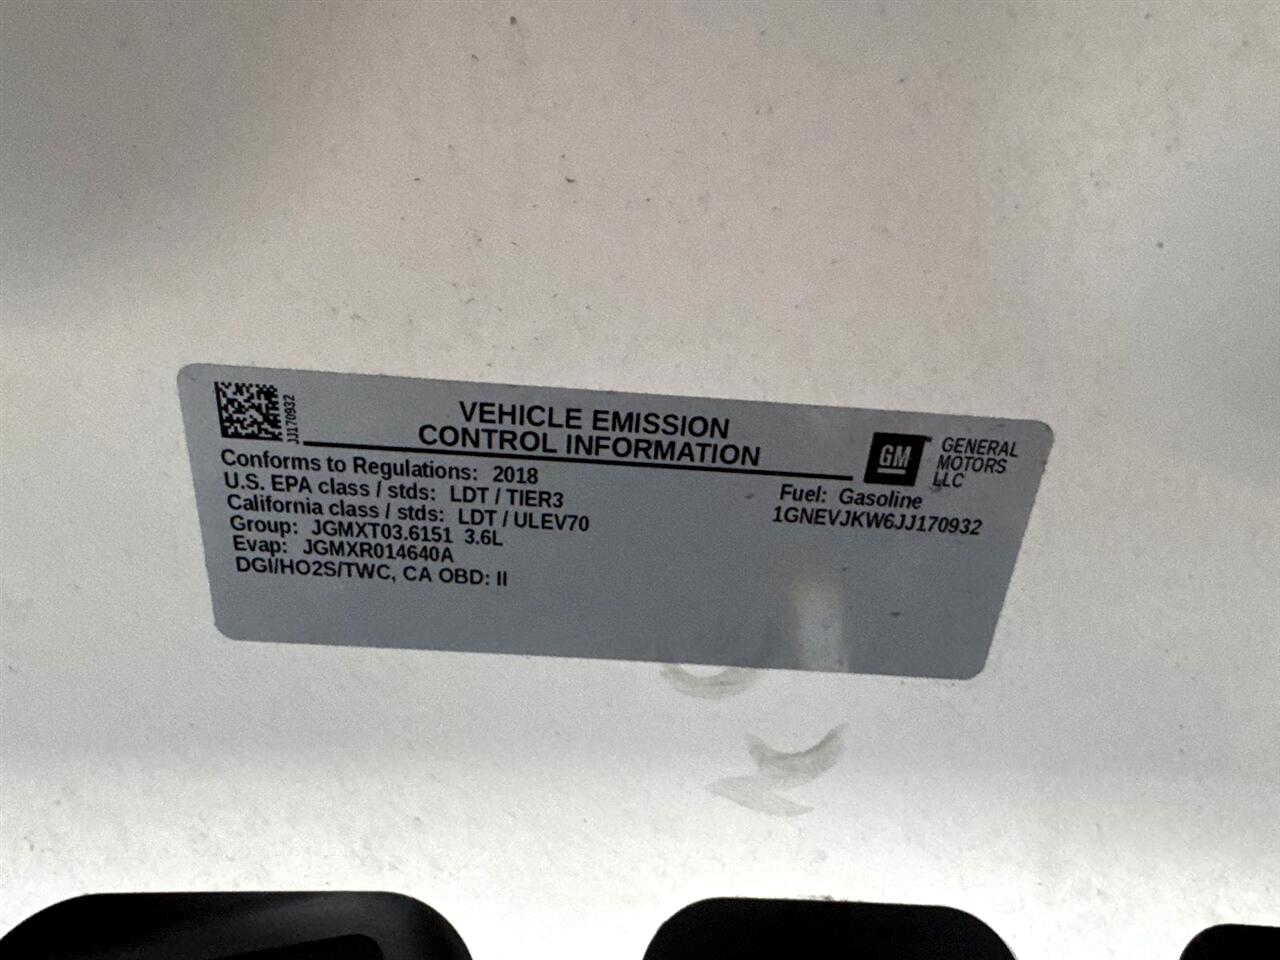 JJ170932
VEHICLE EMISSION
CONTROL INFORMATION
GM
GENERAL
MOTORS
LLC
Conforms to Regulations: 2018
U.S. EPA class / stds: LDT / TIER3
California class / stds: LDT / ULEV70
Group: JGMXT03.6151 3.6L
Evap: JGMXR014640A
DGI/HO2S/TWC, CA OBD: II
Fuel: Gasoline
1GNEVJKW6JJ170932